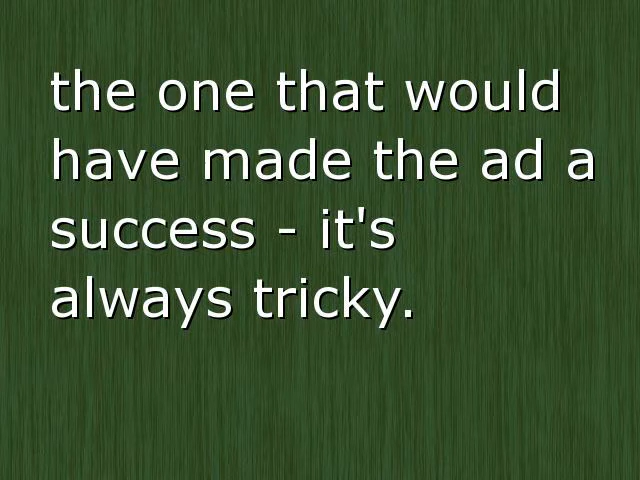 the one that would
have made the ad a
success - it's
always tricky.